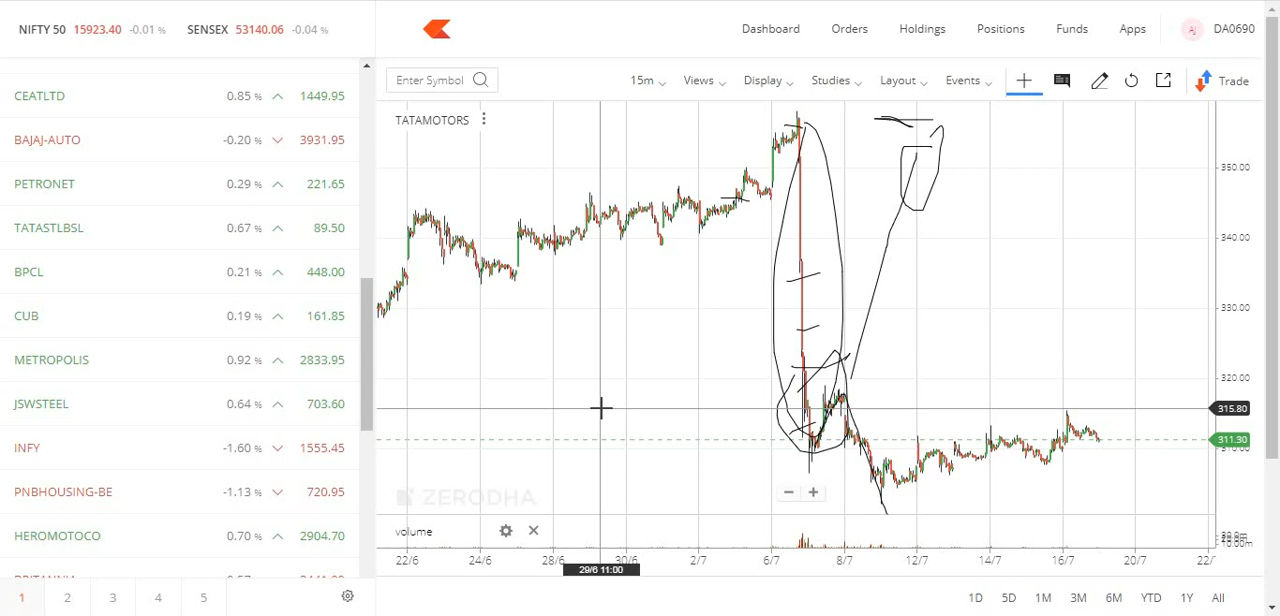 NIFTY 50 15923.40 -0.01 % SENSEX 53140.06 -0.04 %
Dashboard Orders Holdings Positions Funds Apps AJ DA0690
Enter Symbol 15m Views Display Studies Layout Events Trade
TATAMOTORS
CEATLTD 0.85 % 1449.95
BAJAJ-AUTO -0.20 % 3931.95
PETRONET 0.29 % 221.65
TATASTLBSL 0.67 % 89.50
BPCL 0.21 % 448.00
CUB 0.19 % 161.85
METROPOLIS 0.92 % 2833.95
JSWSTEEL 0.64 % 703.60
INFY -1.60 % 1555.45
PNBHOUSING-BE -1.13 % 720.95
HEROMOTOCO 0.70 % 2904.70
1 2 3 4 5
350.00
340.00
330.00
320.00
315.80
311.30
ZERODHA
volume
22/6 24/6 28/6 30/6 2/7 6/7 8/7 12/7 14/7 16/7 20/7 22/
29/6 11:00
1D 5D 1M 3M 6M YTD 1Y All